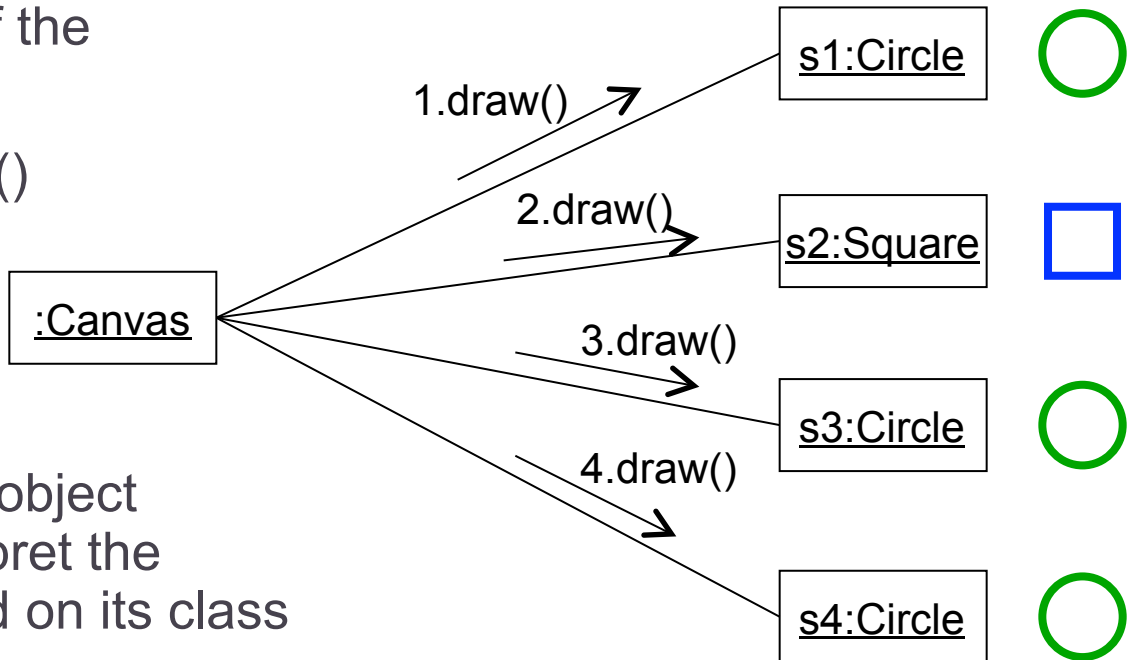 the
()
object
the
on its class
:Canvas
1.draw()
2.draw()
3.draw()
4.draw()
s1:Circle
s2:Square
s3:Circle
s4:Circle